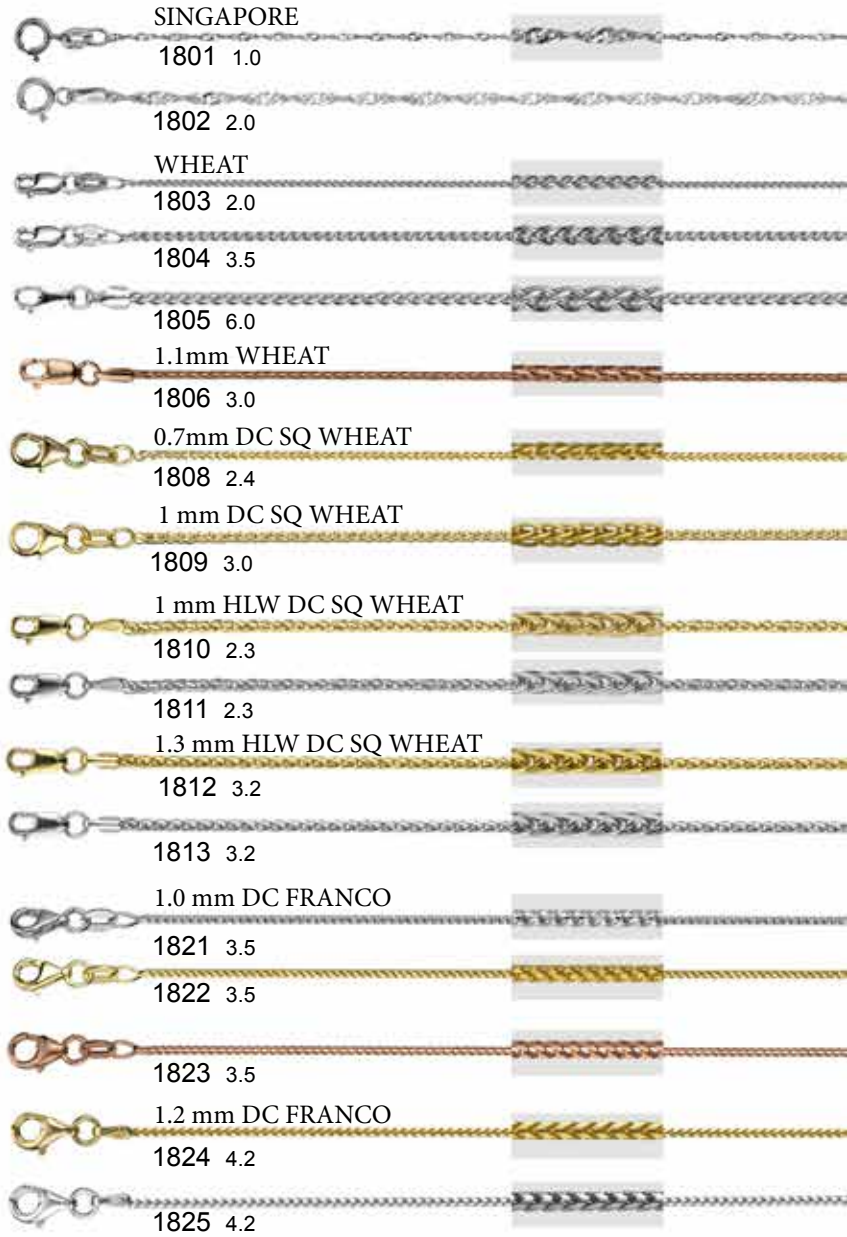 SINGAPORE
1801 1.0
1802 2.0
WHEAT
1803 2.0
1804 3.5
1805 6.0
1.1mm WHEAT
1806 3.0
0.7mm DC SQ WHEAT
1808 2.4
1 mm DC SQ WHEAT
1809 3.0
1 mm HLW DC SQ WHEAT
1810 2.3
1811 2.3
1.3 mm HLW DC SQ WHEAT
1812 3.2
1813 3.2
1.0 mm DC FRANCO
1821 3.5
1822 3.5
1823 3.5
1.2 mm DC FRANCO
1824 4.2
1825 4.2